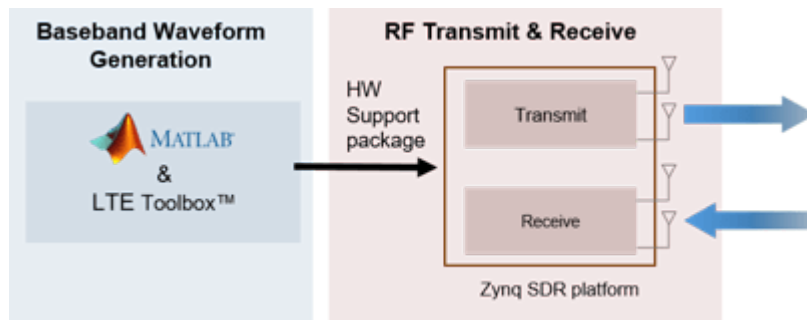 Baseband Waveform
Generation
MATLAB®
&
LTE Toolbox™
RF Transmit & Receive
HW
Support
package
Transmit
Receive
Zynq SDR platform